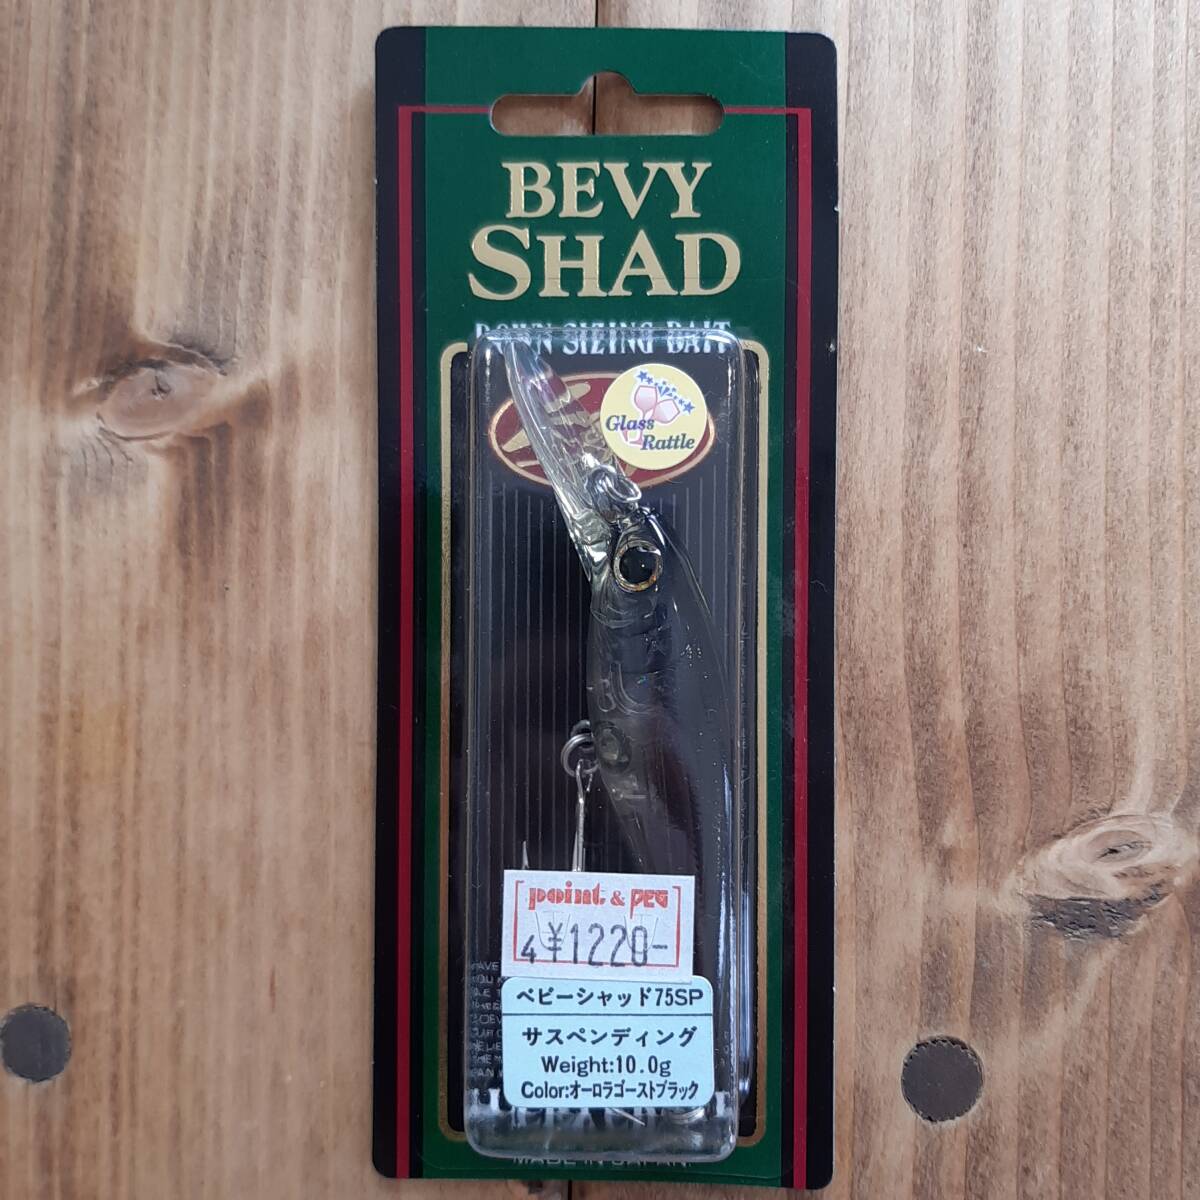 BEVY
SHAD
DOWN SIZING BAIT
Glass
Rattle
point & PEG
4 ¥1220-
ベビーシャッド75SP
サスペンディング
Weight:10.0g
Color:オーロラゴーストブラック
MADE IN JAPAN